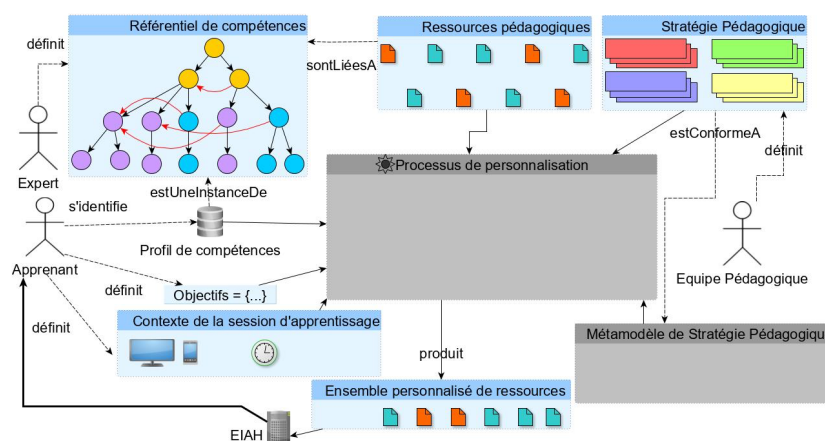 Référentiel de compétences
Ressources pédagogiques
Stratégie Pédagogique
définit
sontLiéesA
Expert
estUneInstanceDe
Processus de personnalisation
estConformeA
définit
s'identifie
Profil de compétences
Apprenant
Equipe Pédagogique
définit
Objectifs = {...}
définit
Contexte de la session d'apprentissage
Métamodèle de Stratégie Pédagogique
produit
Ensemble personnalisé de ressources
EIAH